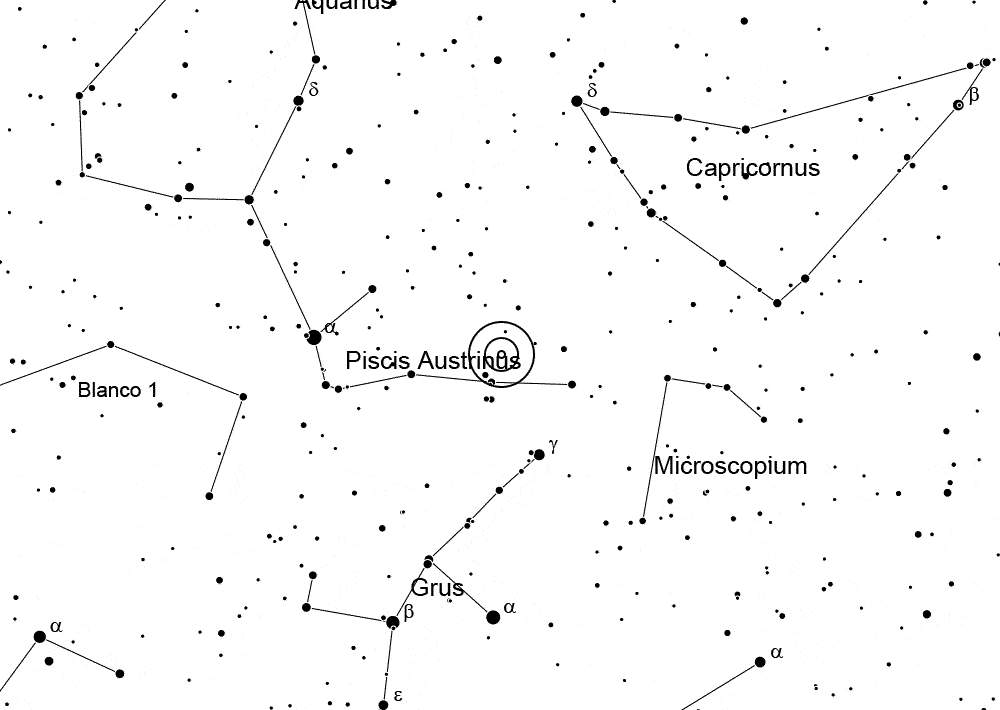 Aquarius
δ
δ
β
Capricornus
α
Piscis Austrinus
Blanco 1
γ
Microscopium
Grus
β
α
α
α
ε